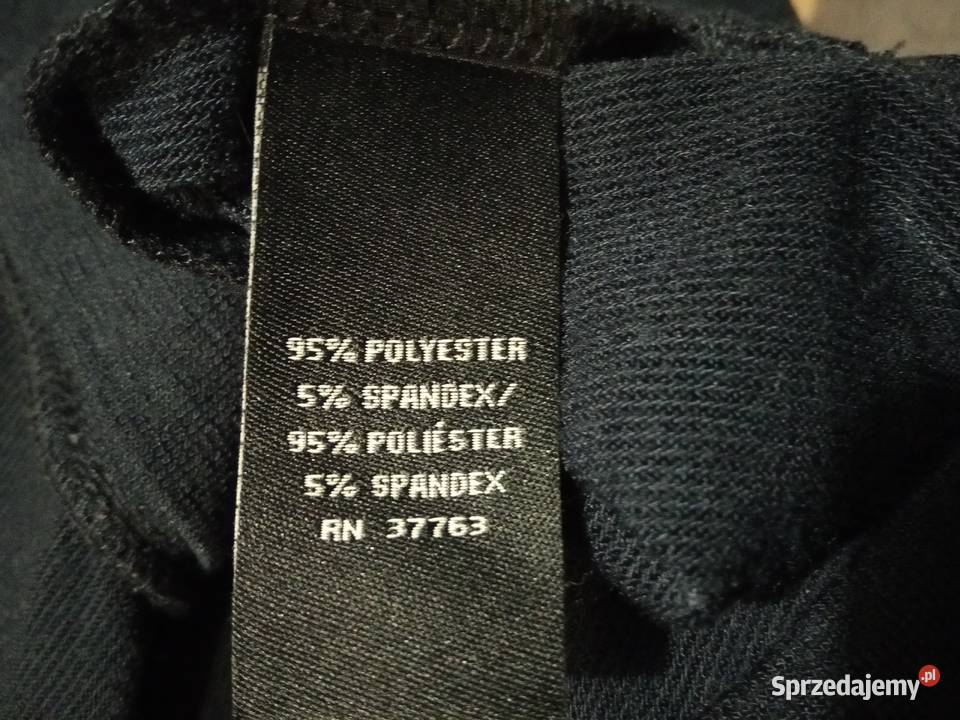 95% POLYESTER
5% SPANDEX/
95% POLIÉSTER
5% SPANDEX
RN 37763
Sprzedajemy.pl